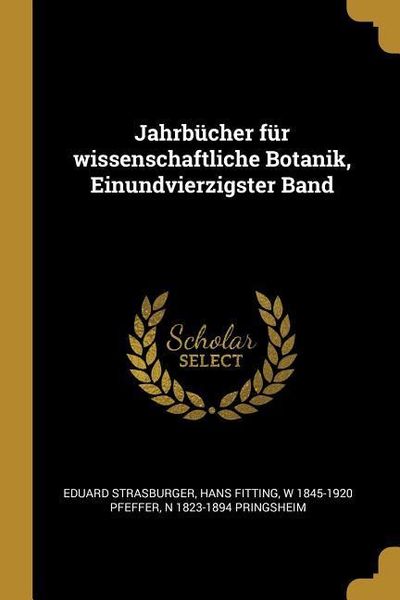 Jahrbücher für
wissenschaftliche Botanik,
Einundvierzigster Band
Scholar
SELECT
EDUARD STRASBURGER, HANS FITTING, W 1845-1920
PFEFFER, N 1823-1894 PRINGSHEIM